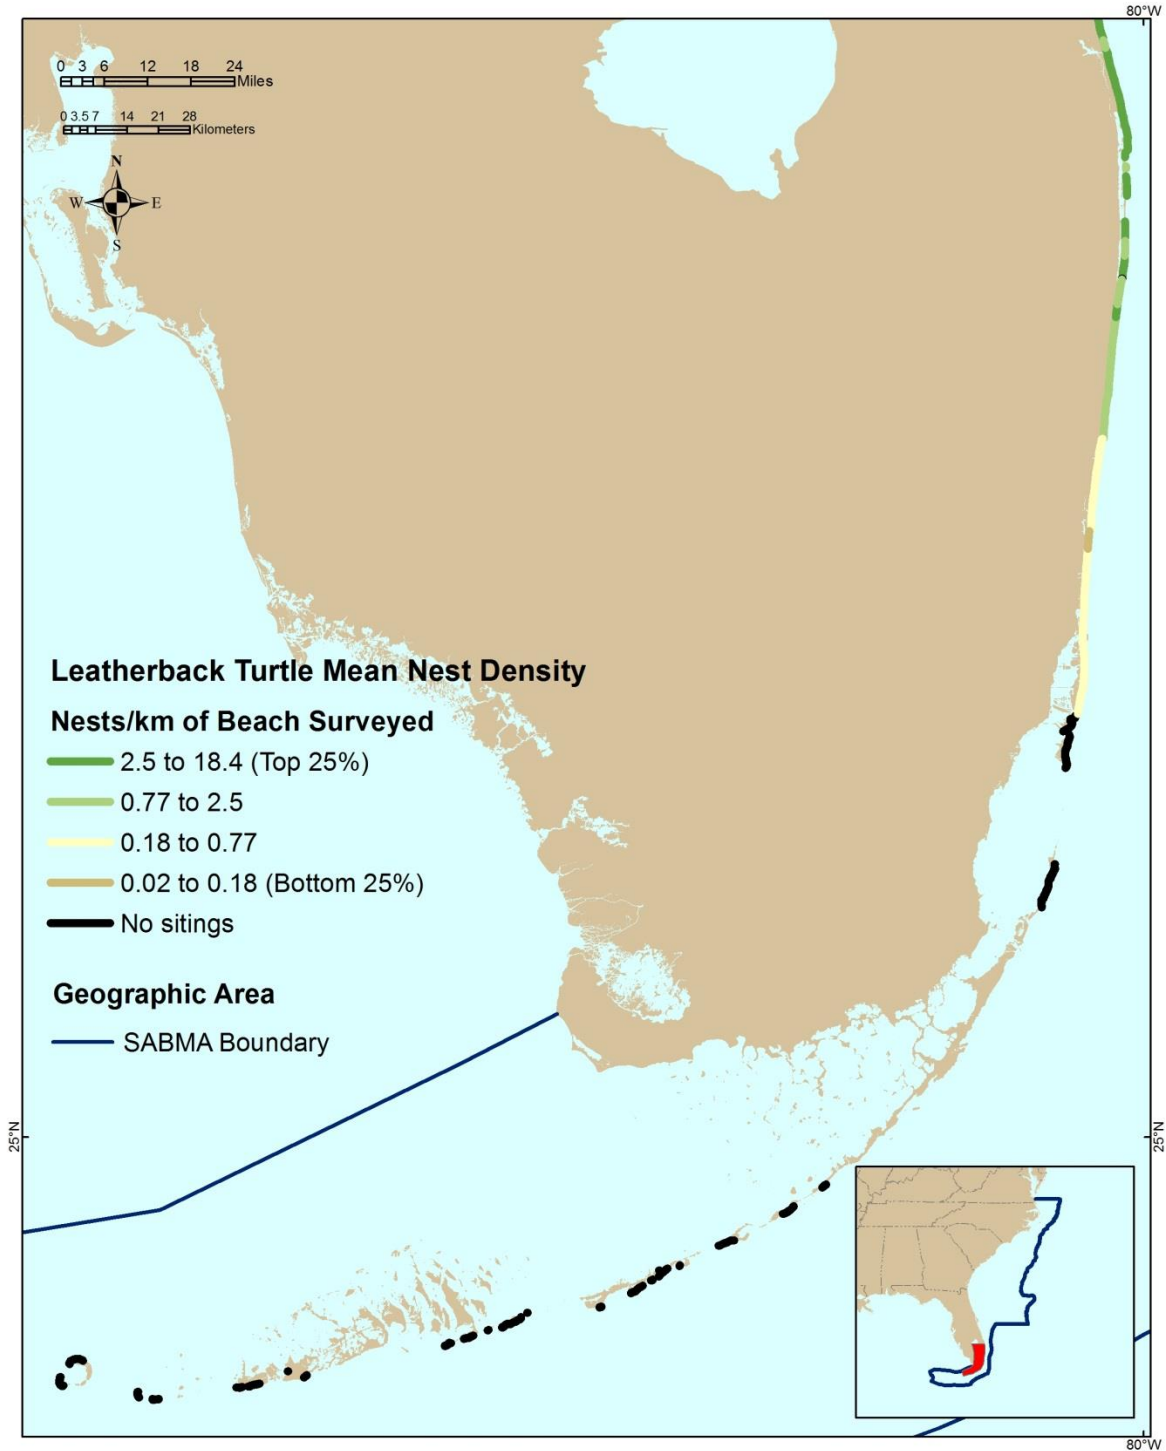 80°W
0 3 6 12 18 24
Miles
0 3.5 7 14 21 28
Kilometers
N
W E
S
Leatherback Turtle Mean Nest Density
Nests/km of Beach Surveyed
2.5 to 18.4 (Top 25%)
0.77 to 2.5
0.18 to 0.77
0.02 to 0.18 (Bottom 25%)
No sitings
Geographic Area
SABMA Boundary
25°N
25°N
80°W